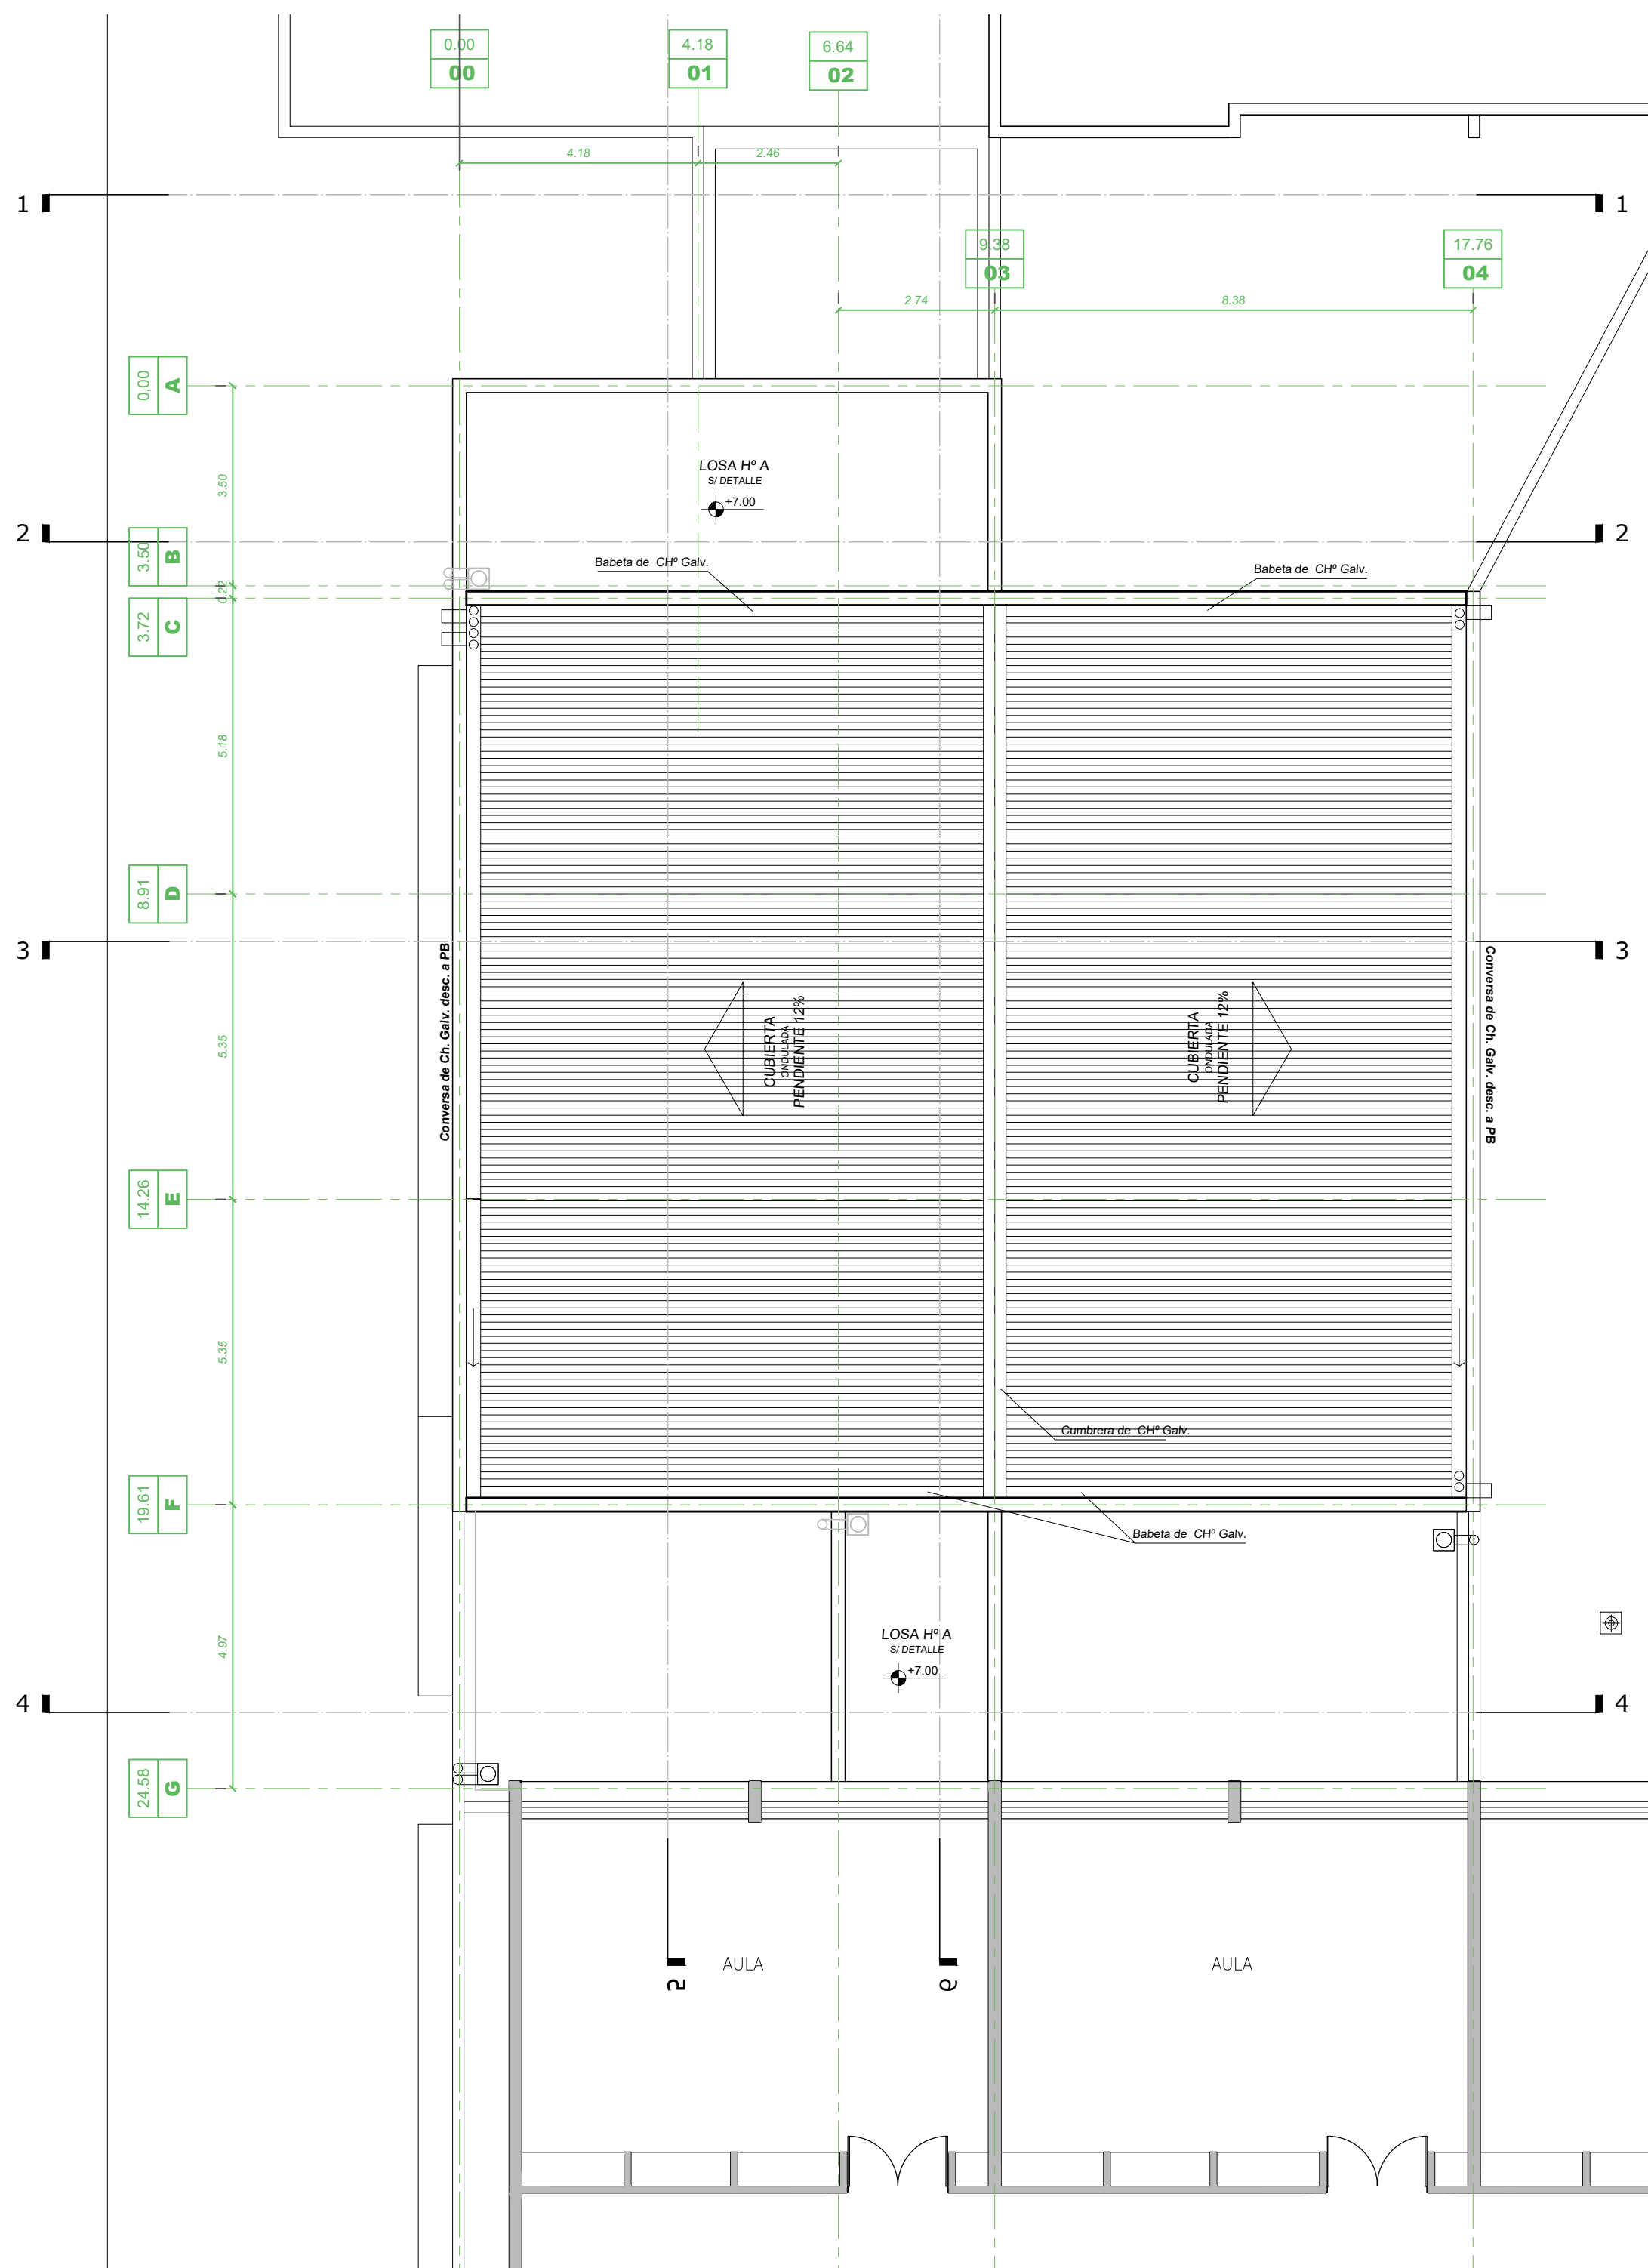 0.00
00
4.18
01
6.64
02
4.18
2.46
1
1
9.38
03
17.76
04
2.74
8.38
0,00
A
3.50
LOSA Hº A
S/ DETALLE
+7.00
2
2
3.50
B
Babeta de CHº Galv.
Babeta de CHº Galv.
0.22
3.72
C
5.18
8.91
D
3
3
Conversa de Ch. Galv. desc. a PB
CUBIERTA
ONDULADA
PENDIENTE 12%
CUBIERTA
ONDULADA
PENDIENTE 12%
Conversa de Ch. Galv. desc. a PB
5.35
14.26
E
5.35
Cumbrera de CHº Galv.
19.61
F
Babeta de CHº Galv.
4.97
LOSA Hº A
S/ DETALLE
+7.00
4
4
24.58
G
5
AULA
6
AULA